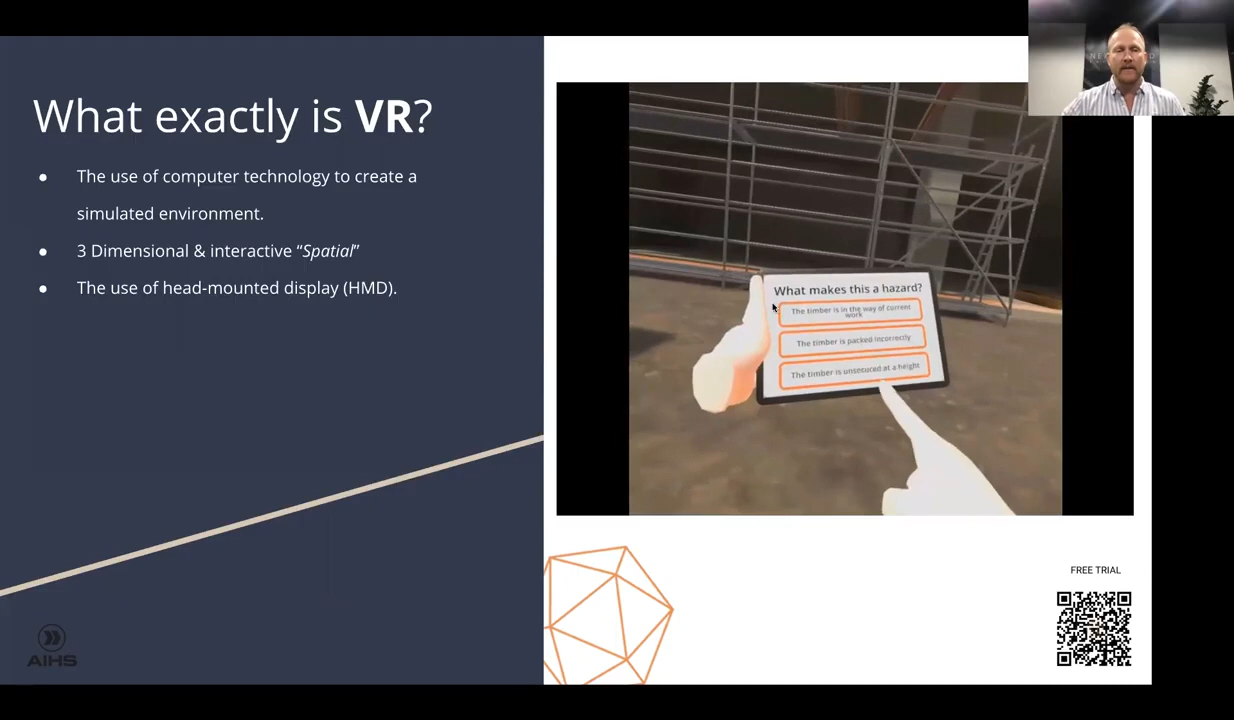 What exactly is VR?
● The use of computer technology to create a
simulated environment.
● 3 Dimensional & interactive “Spatial”
● The use of head-mounted display (HMD).
What makes this a hazard?
The timber is in the way of current
work
The timber is packed incorrectly
The timber is unsecured at a height
FREE TRIAL
AIHS